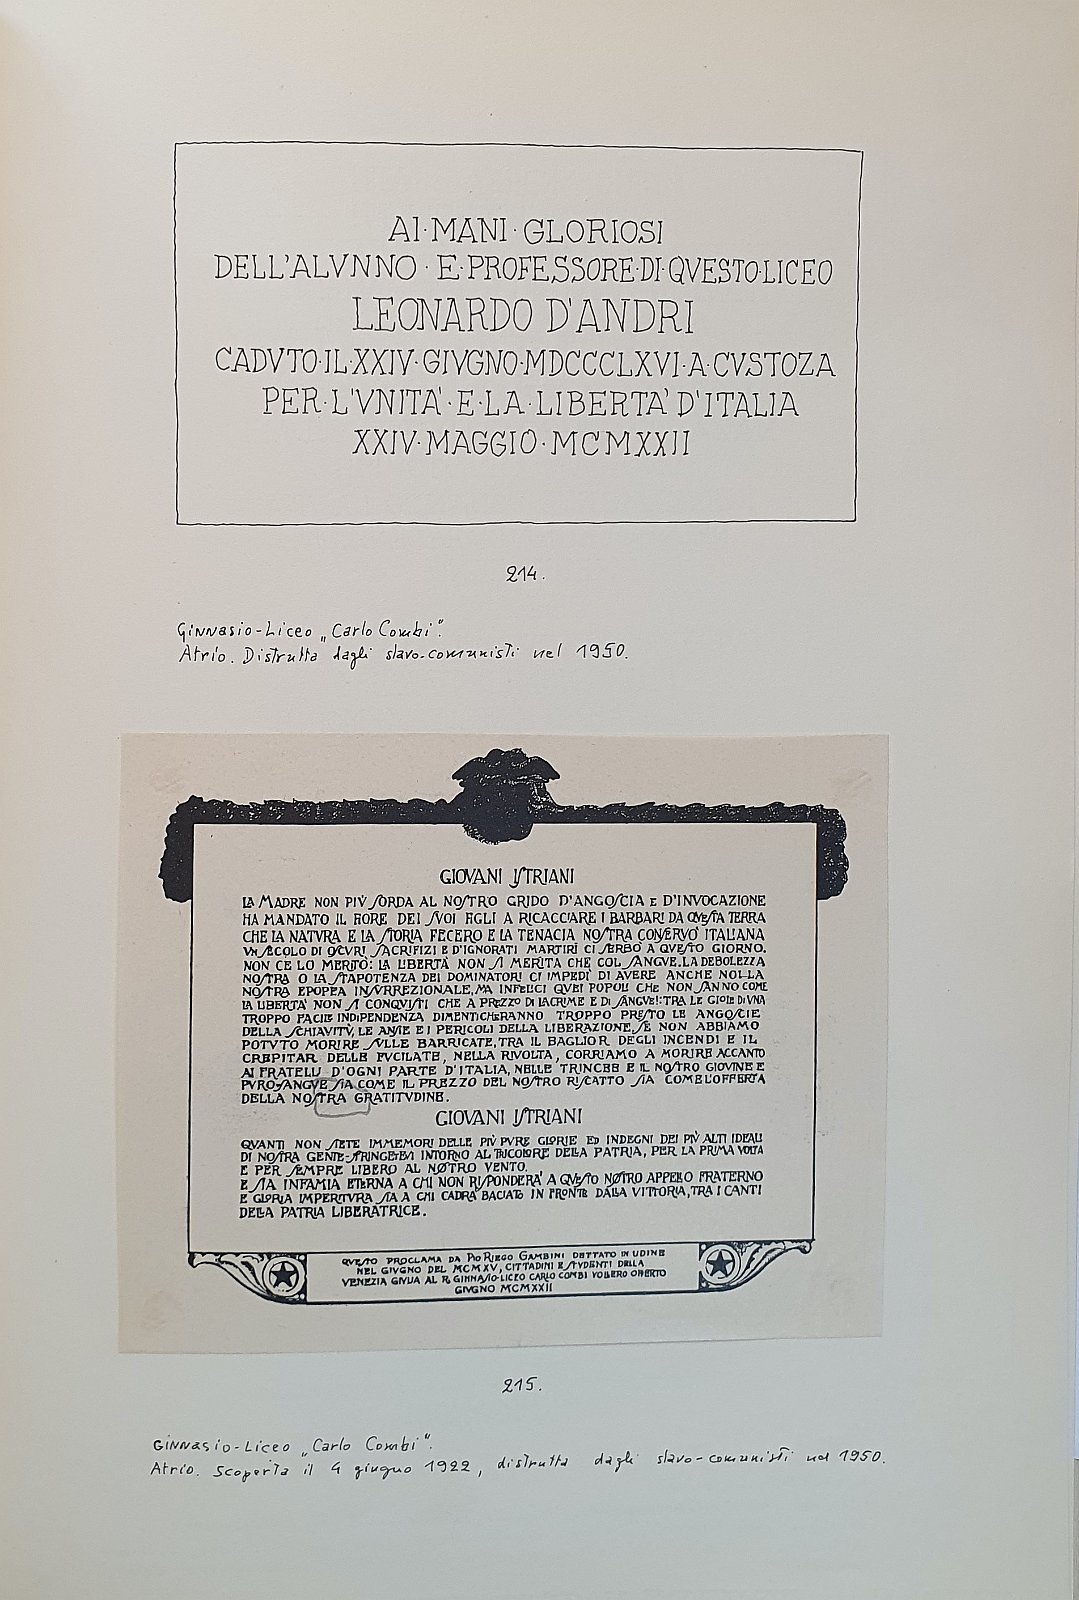 AI·MANI·GLORIOSI
DELL'ALVNNO·E·PROFESSORE·DI·QVESTO·LICEO
LEONARDO D'ANDRI
CADVTO·IL·XXIV·GIVGNO·MDCCCLXVI·A·CVSTOZA
PER·L'VNITA'·E·LA·LIBERTA' D'ITALIA
XXIV·MAGGIO·MCMXXII
214.
Ginnasio-Liceo „Carlo Combi".
Atrio. Distrutta dagli slavo-comunisti nel 1950.
GIOVANI ISTRIANI
LA MADRE NON PIV SORDA AL NOSTRO GRIDO D'ANGOSCIA E D'INVOCAZIONE
HA MANDATO IL FIORE DEI SVOI FIGLI A RICACCIARE I BARBARI DA QVESTA TERRA
CHE LA NATVRA E LA STORIA FECERO E LA TENACIA NOSTRA CONSERVO' ITALIANA
VN SECOLO DI OSCVRI SACRIFIZI E D'IGNORATI MARTIRI CI SERBO' A QVESTO GIORNO.
NON CE LO MERITO': LA LIBERTÀ NON SI MERITA CHE COL SANGVE. LA DEBOLEZZA
NOSTRA O LA STAPOTENZA DEI DOMINATORI CI IMPEDÌ DI AVERE ANCHE NOI LA
NOSTRA EPOPEA INSVRREZIONALE, MA INFELICI QVEI POPOLI CHE NON SANNO COME
LA LIBERTA' NON SI CONQVISTI CHE A PREZZO DI LACRIME E DI SANGVE!: TRA LE GIOIE DI VNA
TROPPO FACILE INDIPENDENZA DIMENTICHERANNO TROPPO PRESTO LE ANGOSCIE
DELLA SCHIAVITV, LE ANSIE E I PERICOLI DELLA LIBERAZIONE. SE NON ABBIAMO
POTVTO MORIRE SVLLE BARRICATE, TRA IL BAGLIOR DEGLI INCENDI E IL
CREPITAR DELLE FVCILATE, NELLA RIVOLTA, CORRIAMO A MORIRE ACCANTO
AI FRATELLI D'OGNI PARTE D'ITALIA, NELLE TRINCEE E IL NOSTRO GIOVINE E
PVRO SANGVE SIA COME IL PREZZO DEL NOSTRO RISCATTO SIA COME L'OFFERTA
DELLA NOSTRA GRATITVDINE.
GIOVANI ISTRIANI
QVANTI NON SIETE IMMEMORI DELLE PIÙ PVRE GLORIE ED INDEGNI DEI PIÙ ALTI IDEALI
DI NOSTRA GENTE-STRINGETEVI INTORNO AL TRICOLORE DELLA PATRIA, PER LA PRIMA VOLTA
E PER SEMPRE LIBERO AL NOSTRO VENTO.
E SIA INFAMIA ETERNA A CHI NON RISPONDERA' A QVESTO NOSTRO APPELLO FRATERNO
E GLORIA IMPERITVRA SIA A CHI CADRA' BACIATO IN FRONTE DALLA VITTORIA, TRA I CANTI
DELLA PATRIA LIBERATRICE.
QVESTO PROCLAMA DA PIO RIEGO GAMBINI DETTATO IN UDINE
NEL GIVGNO DEL MCMXV, CITTADINI E STVDENTI DELLA
VENEZIA GIULIA AL R. GINNASIO-LICEO CARLO COMBI VOLLERO OFFERTO
GIUGNO MCMXXII
215.
Ginnasio-Liceo „Carlo Combi".
Atrio. Scoperta il 4 giugno 1922, distrutta dagli slavo-comunisti nel 1950.